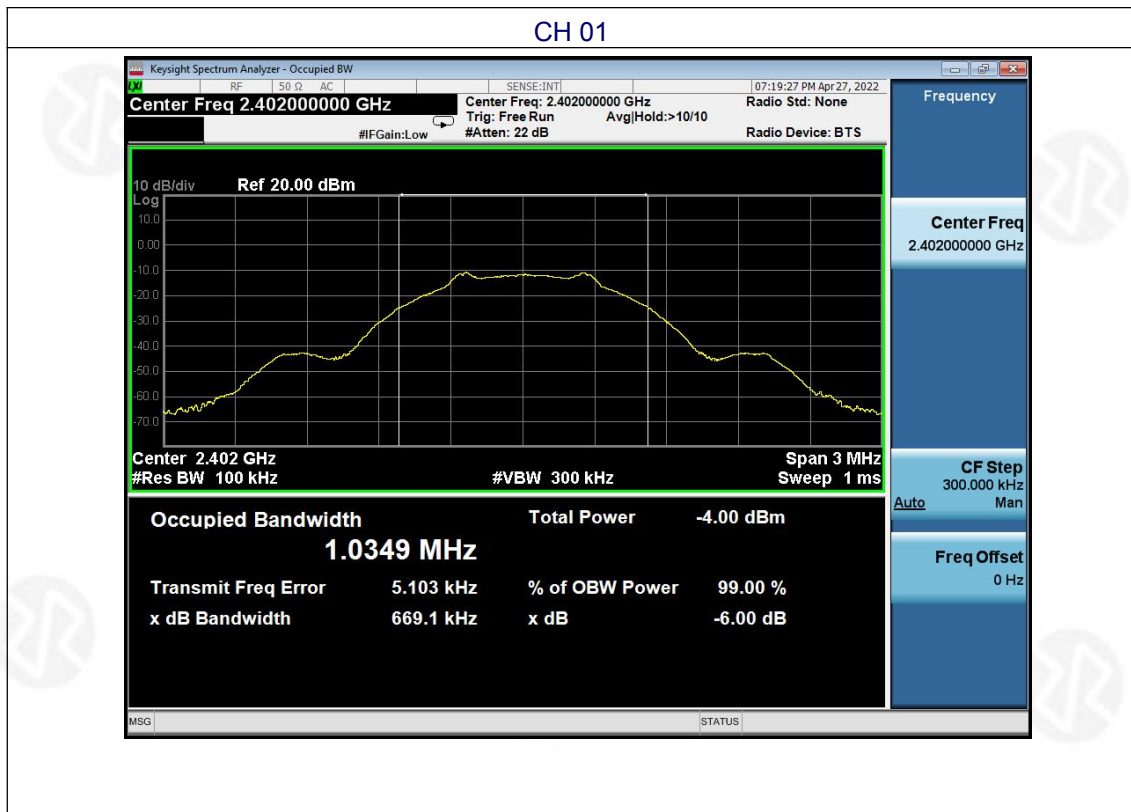 CH 01
Keysight Spectrum Analyzer - Occupied BW
LXI RF 50 Ω AC SENSE:INT 07:19:27 PM Apr 27, 2022
Center Freq 2.402000000 GHz
#IFGain:Low
Center Freq: 2.402000000 GHz
Trig: Free Run Avg|Hold:>10/10
#Atten: 22 dB
Radio Std: None
Radio Device: BTS
10 dB/div Ref 20.00 dBm
Log
10.0
0.00
-10.0
-20.0
-30.0
-40.0
-50.0
-60.0
-70.0
Center 2.402 GHz Span 3 MHz
#Res BW 100 kHz #VBW 300 kHz Sweep 1 ms
Occupied Bandwidth Total Power -4.00 dBm
1.0349 MHz
Transmit Freq Error 5.103 kHz % of OBW Power 99.00 %
x dB Bandwidth 669.1 kHz x dB -6.00 dB
MSG STATUS
Frequency
Center Freq
2.402000000 GHz
CF Step
300.000 kHz
Auto Man
Freq Offset
0 Hz